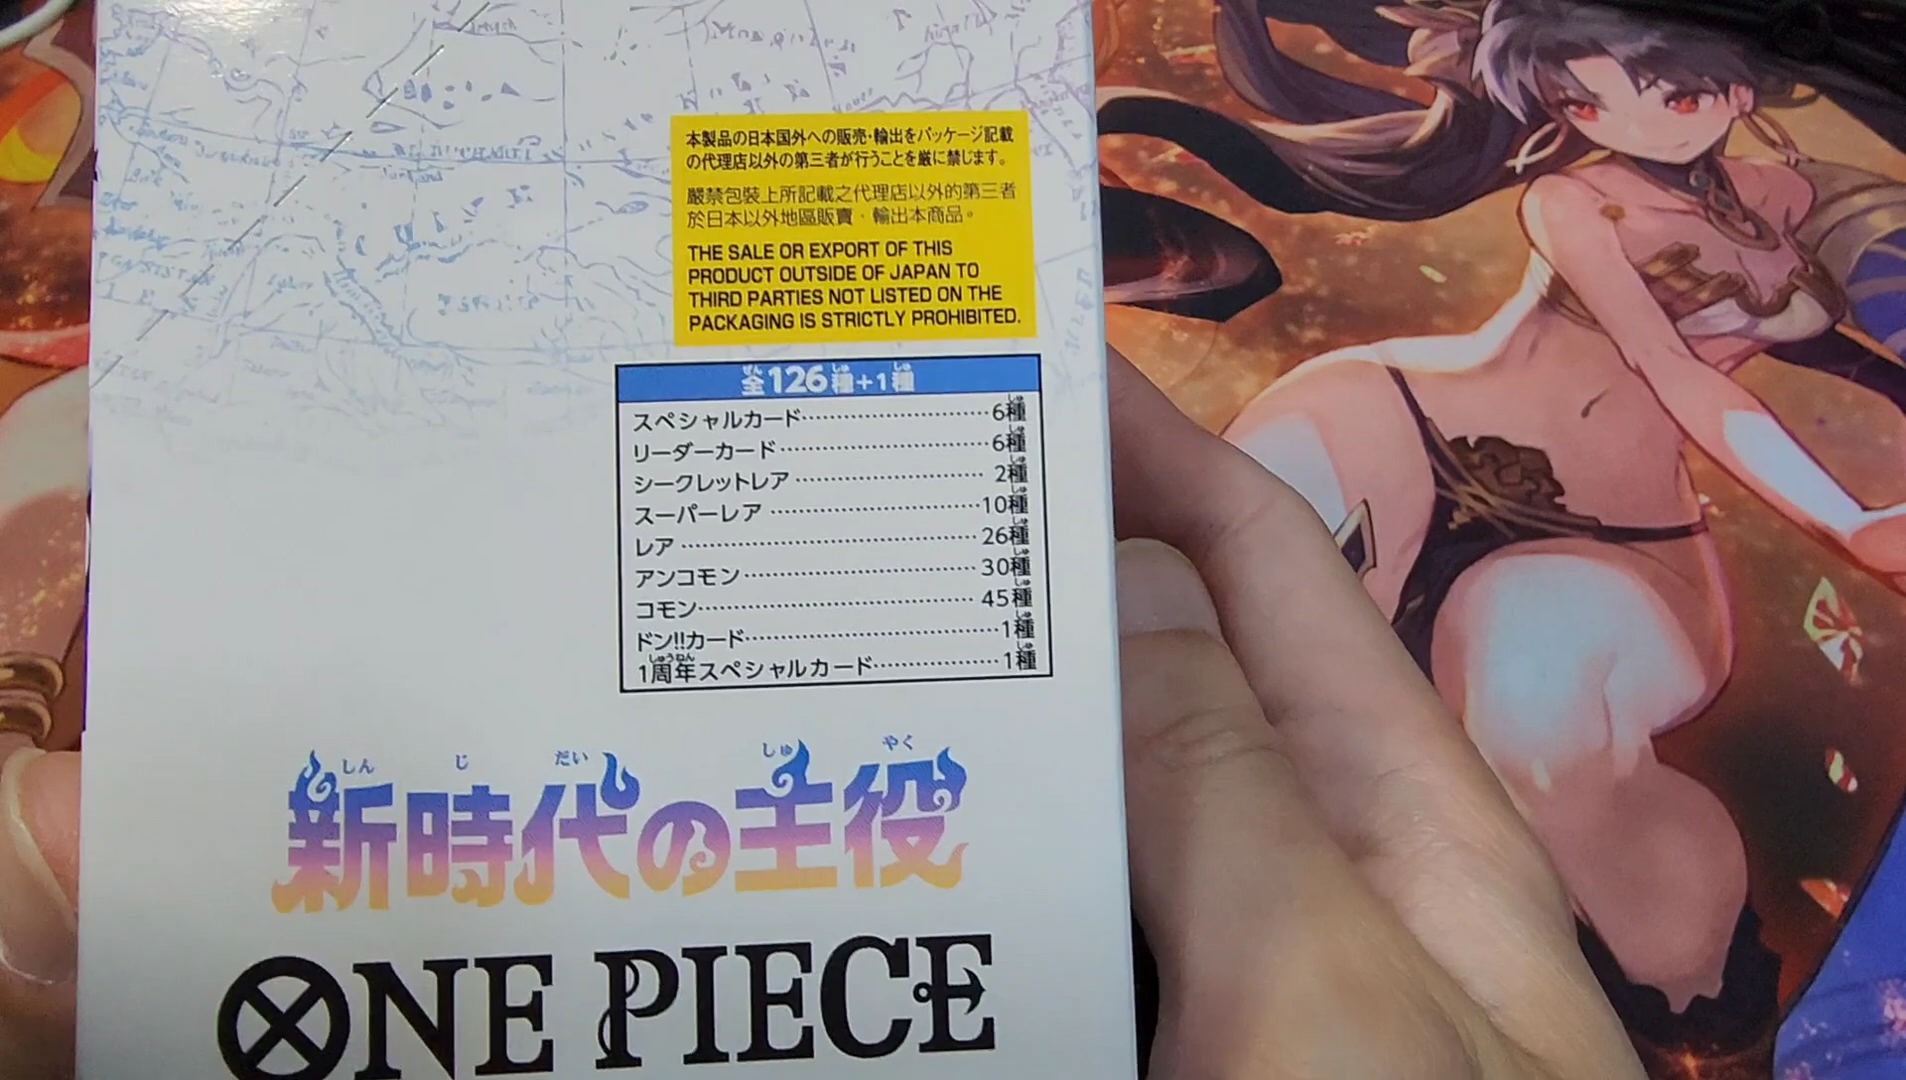 本製品の日本国外への販売・輸出をパッケージ記載
の代理店以外の第三者が行うことを厳に禁じます。
嚴禁包裝上所記載之代理店以外的第三者
於日本以外地區販賣・輸出本商品。
THE SALE OR EXPORT OF THIS
PRODUCT OUTSIDE OF JAPAN TO
THIRD PARTIES NOT LISTED ON THE
PACKAGING IS STRICTLY PROHIBITED.
全126種+1種
スペシャルカード 6種
リーダーカード 6種
シークレットレア 2種
スーパーレア 10種
レア 26種
アンコモン 30種
コモン 45種
ドン!!カード 1種
1周年スペシャルカード 1種
新時代の主役
ONE PIECE